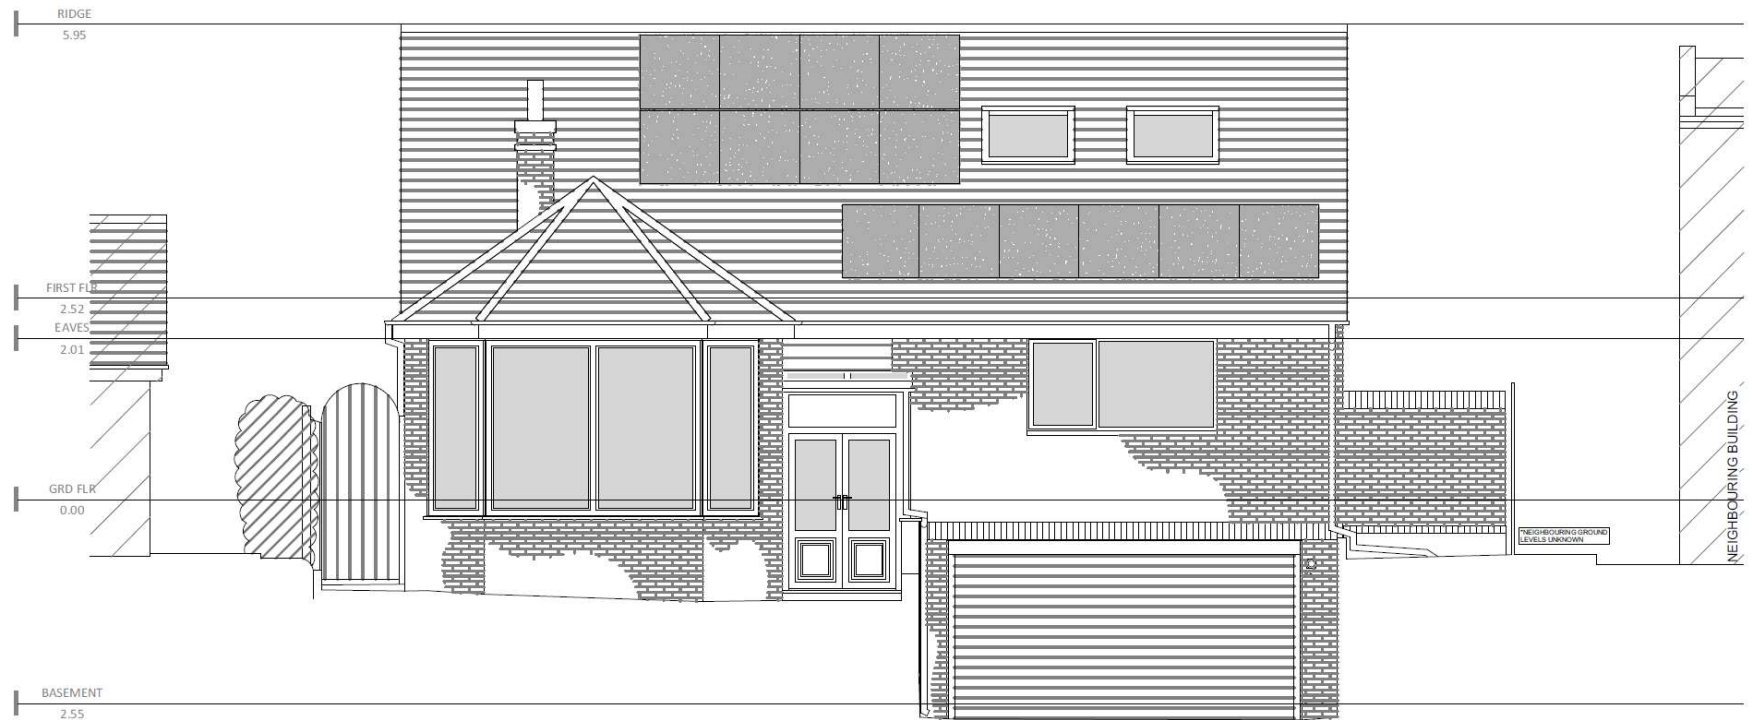 RIDGE
5.95
FIRST FLR
2.52
EAVES
2.01
GRD FLR
0.00
BASEMENT
2.55
*NEIGHBOURING GROUND
LEVELS UNKNOWN
NEIGHBOURING BUILDING